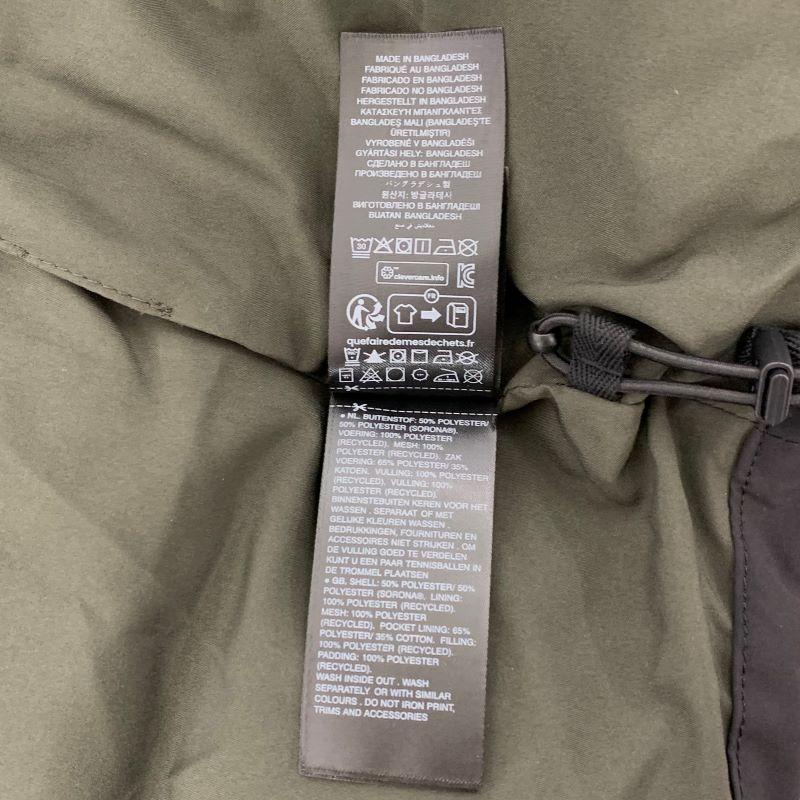 MADE IN BANGLADESH
FABRIQUÉ AU BANGLADESH
FABRICADO EN BANGLADESH
FABRICADO NO BANGLADESH
HERGESTELLT IN BANGLADESH
ΚΑΤΑΣΚΕΥΗ ΜΠΑΝΓΚΛΑΝΤΕΣ
BANGLADEŞ MALI (BANGLADEŞ'TE
ÜRETILMIŞTIR)
VYROBENÉ V BANGLADÉŠI
GYÁRTÁSI HELY: BANGLADESH
СДЕЛАНО В БАНГЛАДЕШ
ПРОИЗВЕДЕНО В БАНГЛАДЕШ
バングラデシュ製
원산지: 방글라데시
ВИГОТОВЛЕНО В БАНГЛАДЕШІ
BUATAN BANGLADESH
صنع في بنغلاديش
30
clevercare.info
FR
quefairedemesdechets.fr
● NL. BUITENSTOF: 50% POLYESTER/
50% POLYESTER (SORONA®).
VOERING: 100% POLYESTER
(RECYCLED). MESH: 100%
POLYESTER (RECYCLED). ZAK
VOERING: 65% POLYESTER/ 35%
KATOEN. VULLING: 100%
POLYESTER (RECYCLED). VULLING: 100%
POLYESTER (RECYCLED).
BINNENSTEBUITEN KEREN VOOR HET
WASSEN . SEPARAAT OF MET
GELIJKE KLEUREN WASSEN .
BEDRUKKINGEN, FOURNITUREN EN
ACCESSOIRES NIET STRIJKEN . OM
DE VULLING GOED TE VERDELEN
KUNT U EEN PAAR TENNISBALLEN IN
DE TROMMEL PLAATSEN
● GB. SHELL: 50% POLYESTER/ 50%
POLYESTER (SORONA®. LINING:
100% POLYESTER (RECYCLED).
MESH: 100% POLYESTER
(RECYCLED). POCKET LINING: 65%
POLYESTER/ 35% COTTON. FILLING:
100% POLYESTER (RECYCLED).
PADDING: 100% POLYESTER
(RECYCLED).
WASH INSIDE OUT . WASH
SEPARATELY OR WITH SIMILAR
COLOURS . DO NOT IRON PRINT,
TRIMS AND ACCESSORIES